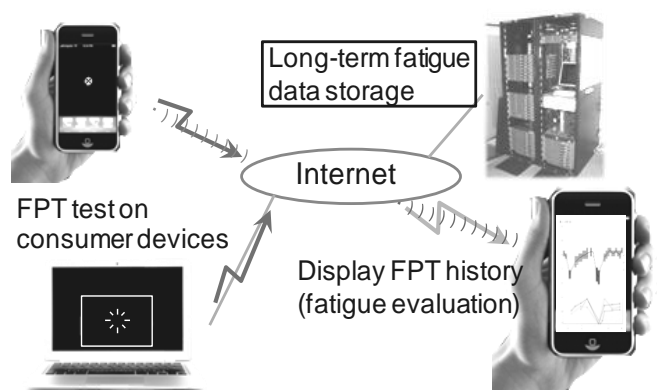 Long-term fatigue
data storage
Internet
FPT test on
consumer devices
Display FPT history
(fatigue evaluation)